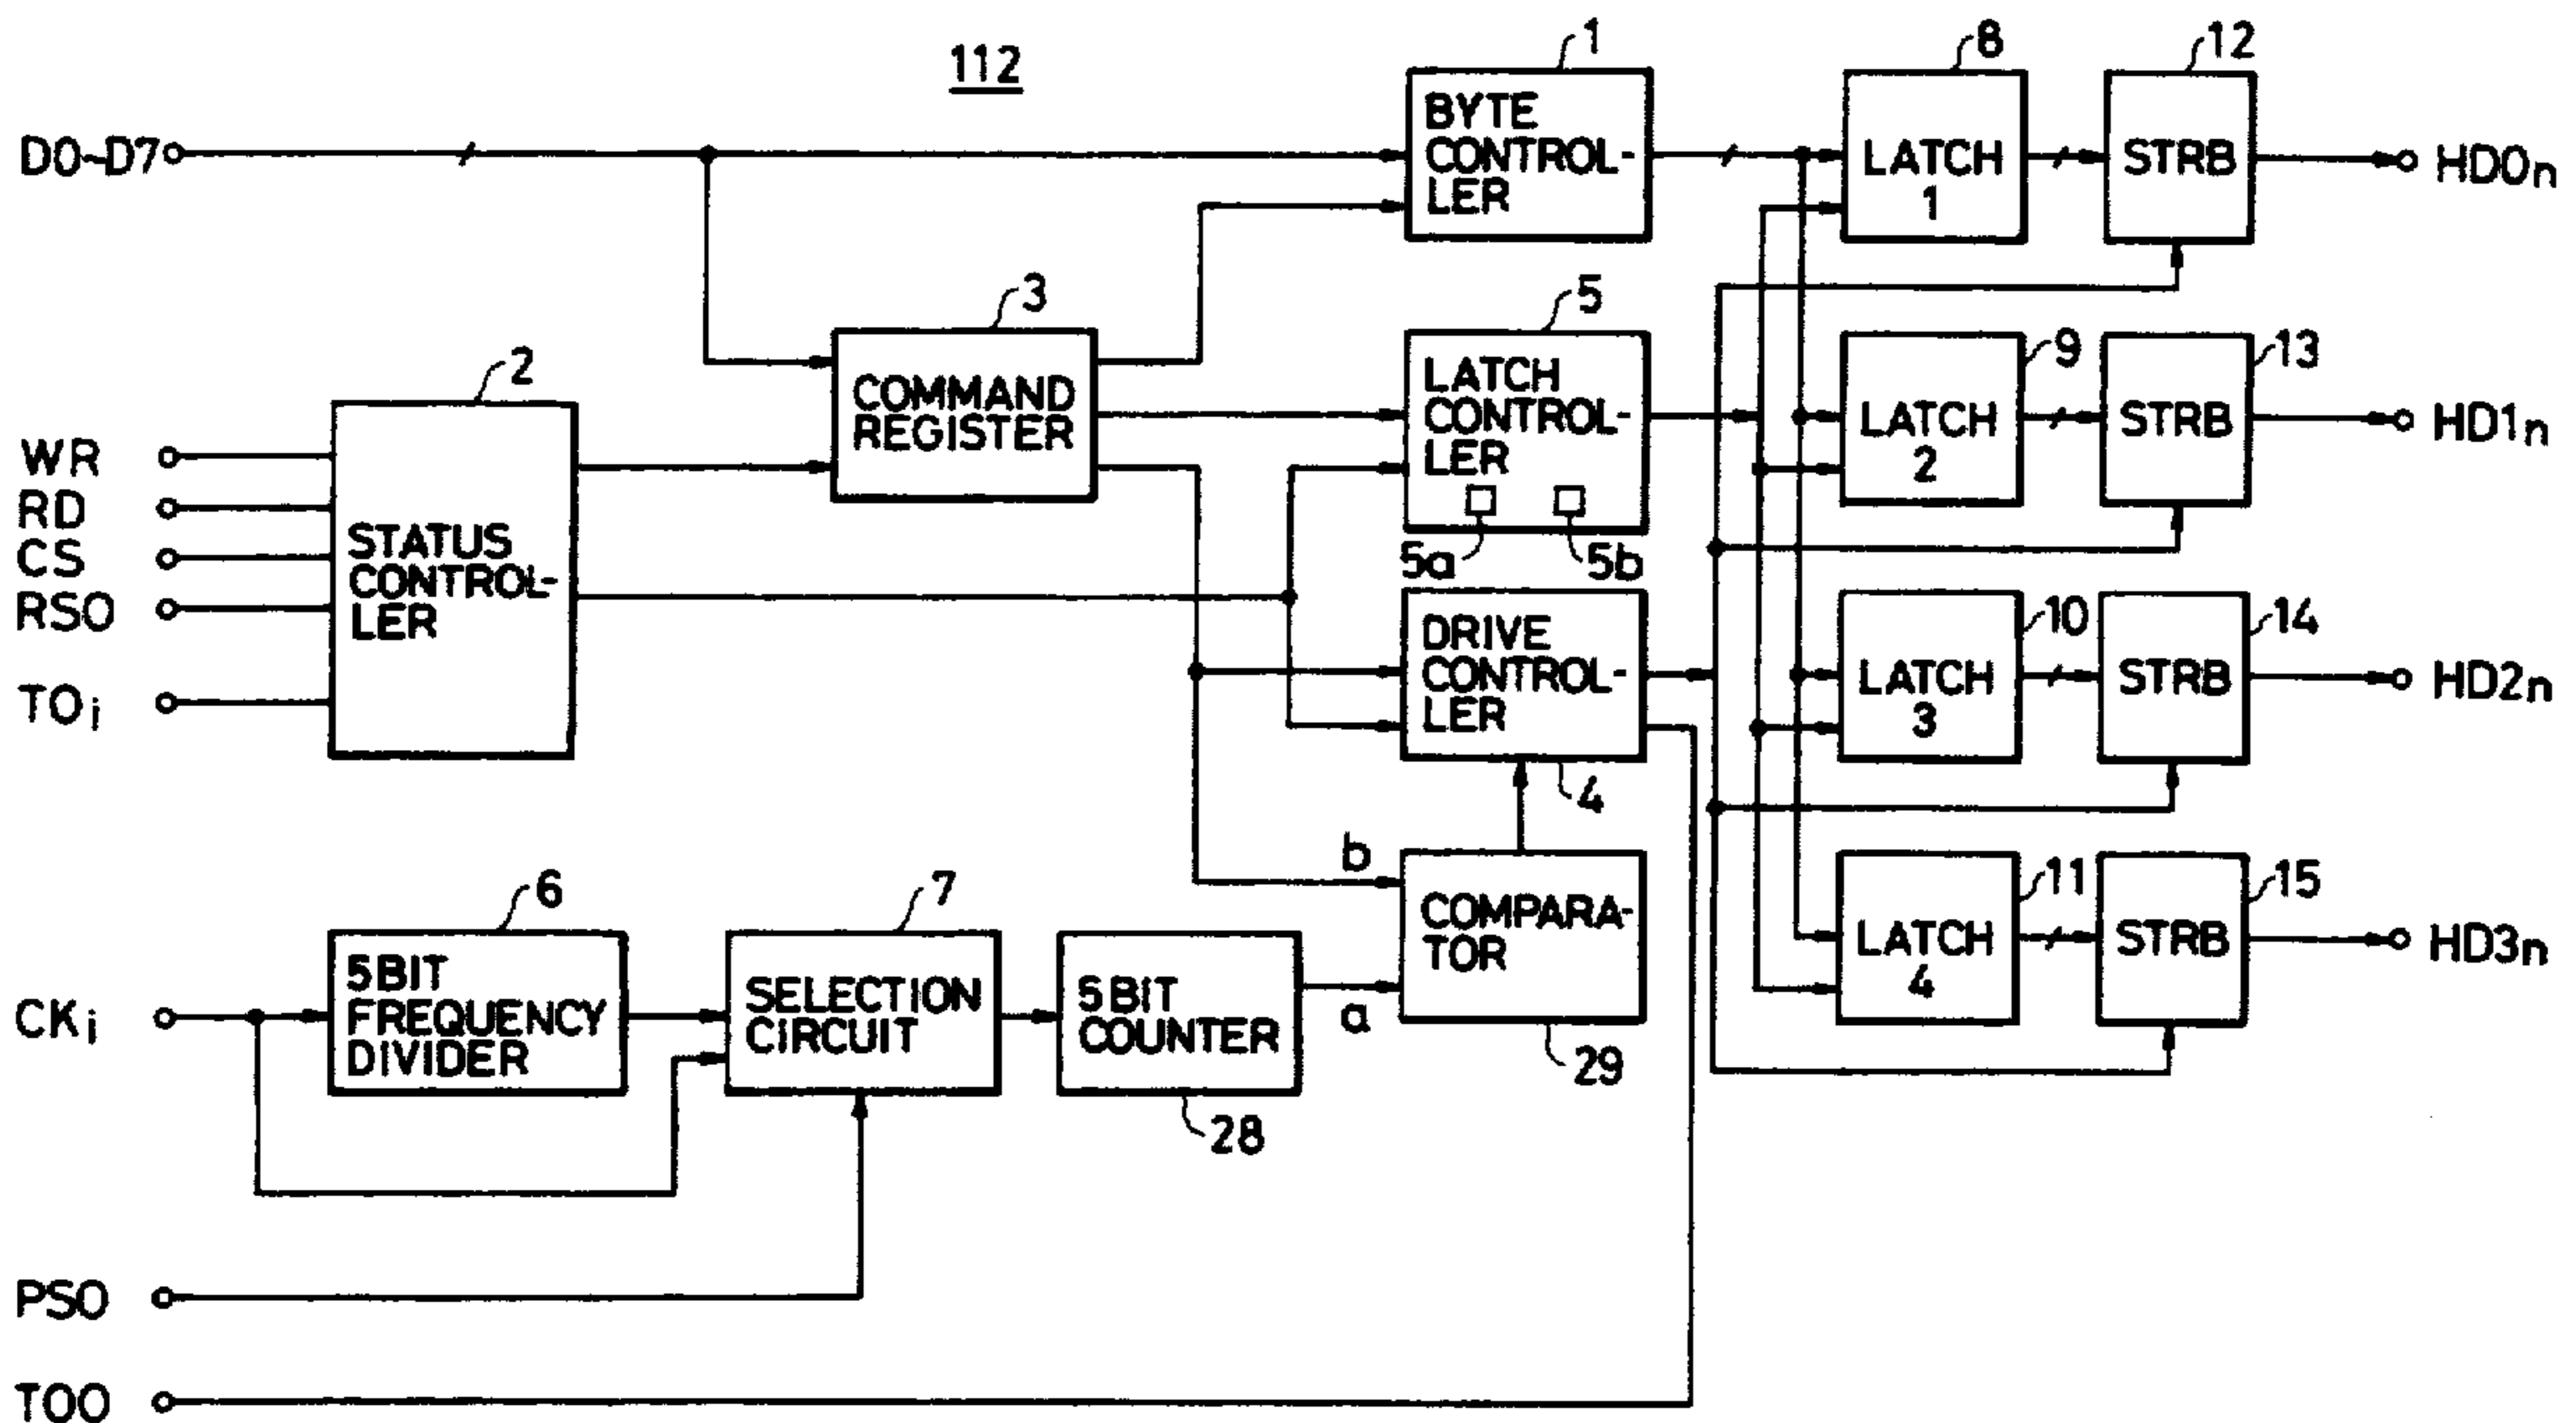 112
1
8
12
D0~D7
BYTE
CONTROL-
LER
LATCH
1
STRB
HD0n
3
5
2
COMMAND
REGISTER
LATCH
CONTROL-
LER
5a
5b
9
LATCH
2
13
STRB
HD1n
WR
RD
CS
RSO
TOi
STATUS
CONTROL-
LER
DRIVE
CONTROL-
LER
4
10
LATCH
3
14
STRB
HD2n
6
7
b
a
COMPARA-
TOR
29
11
LATCH
4
15
STRB
HD3n
CKi
5BIT
FREQUENCY
DIVIDER
SELECTION
CIRCUIT
5BIT
COUNTER
28
PSO
TOO